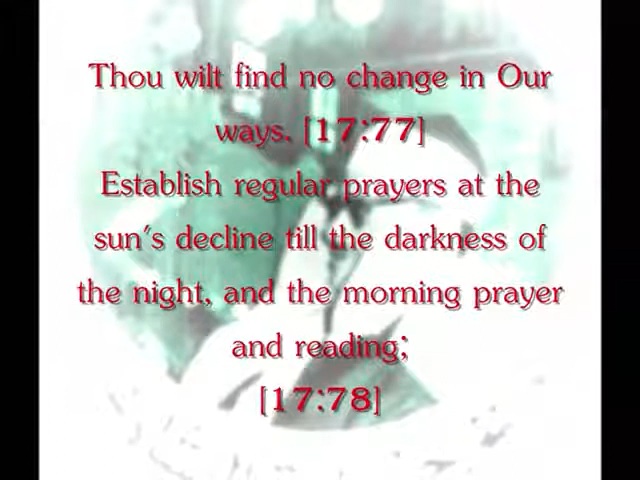 Thou wilt find no change in Our
ways. [17:77]
Establish regular prayers at the
sun's decline till the darkness of
the night, and the morning prayer
and reading;
[17:78]